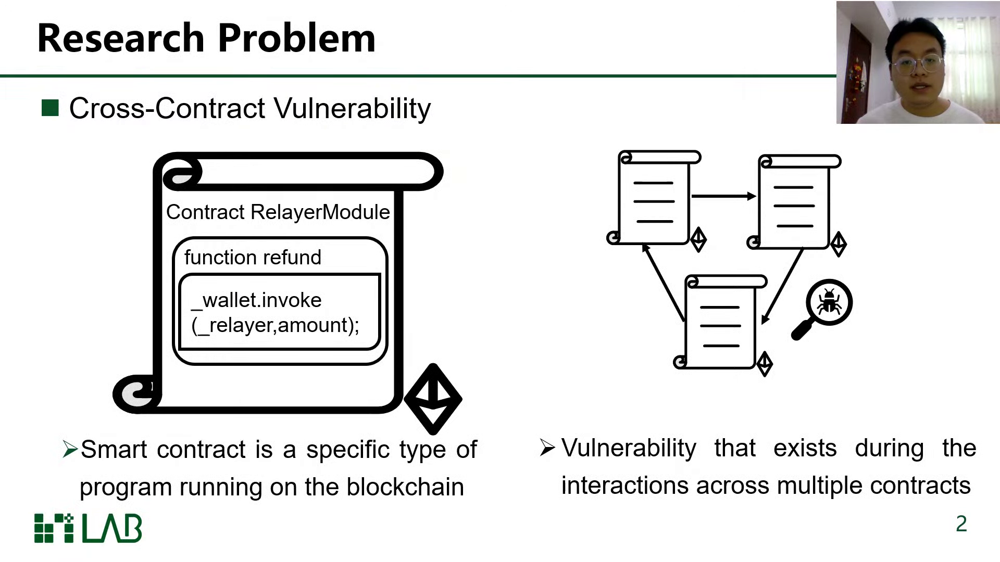 Research Problem
Cross-Contract Vulnerability
Contract RelayerModule
function refund
_wallet.invoke
(_relayer,amount);
Smart contract is a specific type of
program running on the blockchain
Vulnerability that exists during the
interactions across multiple contracts
LAB
2